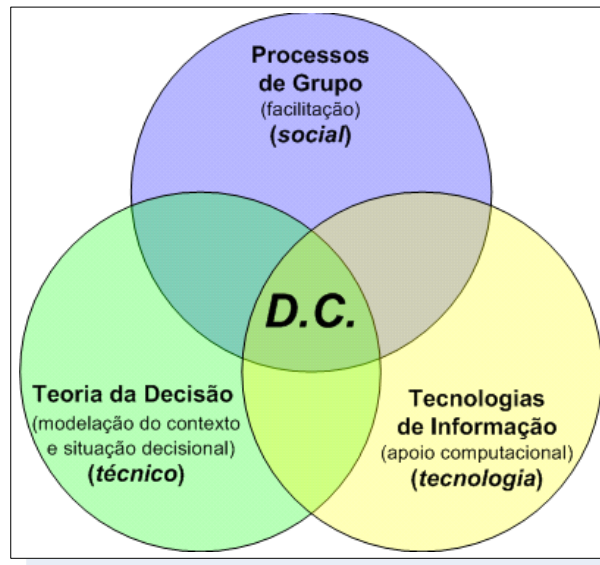 Processos
de Grupo
(facilitação)
(social)
D.C.
Teoria da Decisão
(modelação do contexto
e situação decisional)
(técnico)
Tecnologias
de Informação
(apoio computacional)
(tecnologia)